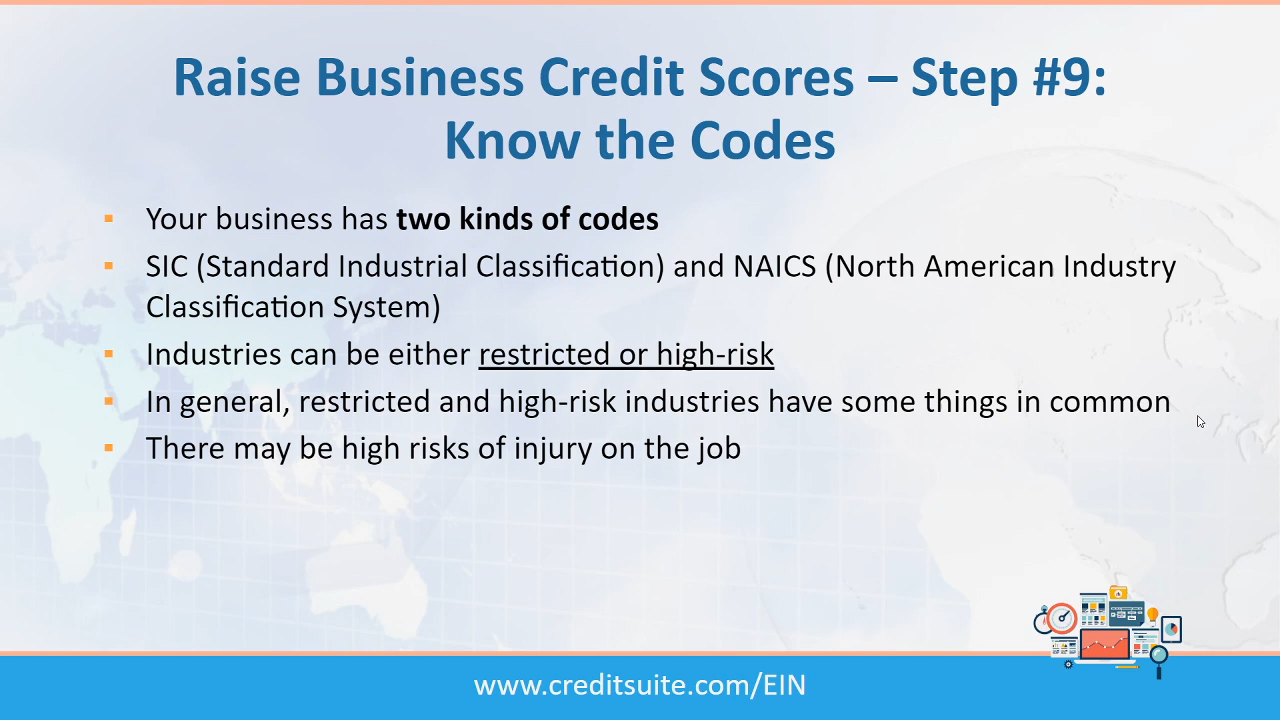 Raise Business Credit Scores – Step #9:
Know the Codes
Your business has two kinds of codes
SIC (Standard Industrial Classification) and NAICS (North American Industry
Classification System)
Industries can be either restricted or high-risk
In general, restricted and high-risk industries have some things in common
There may be high risks of injury on the job
www.creditsuite.com/EIN